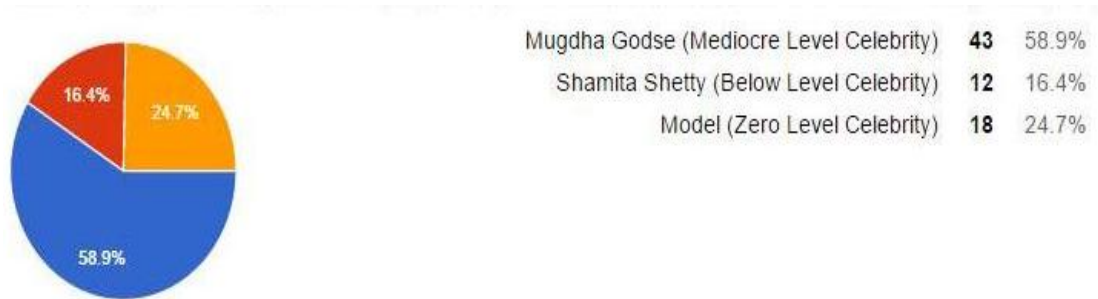 Mugdha Godse (Mediocre Level Celebrity) 43 58.9%
Shamita Shetty (Below Level Celebrity) 12 16.4%
Model (Zero Level Celebrity) 18 24.7%
16.4%
24.7%
58.9%